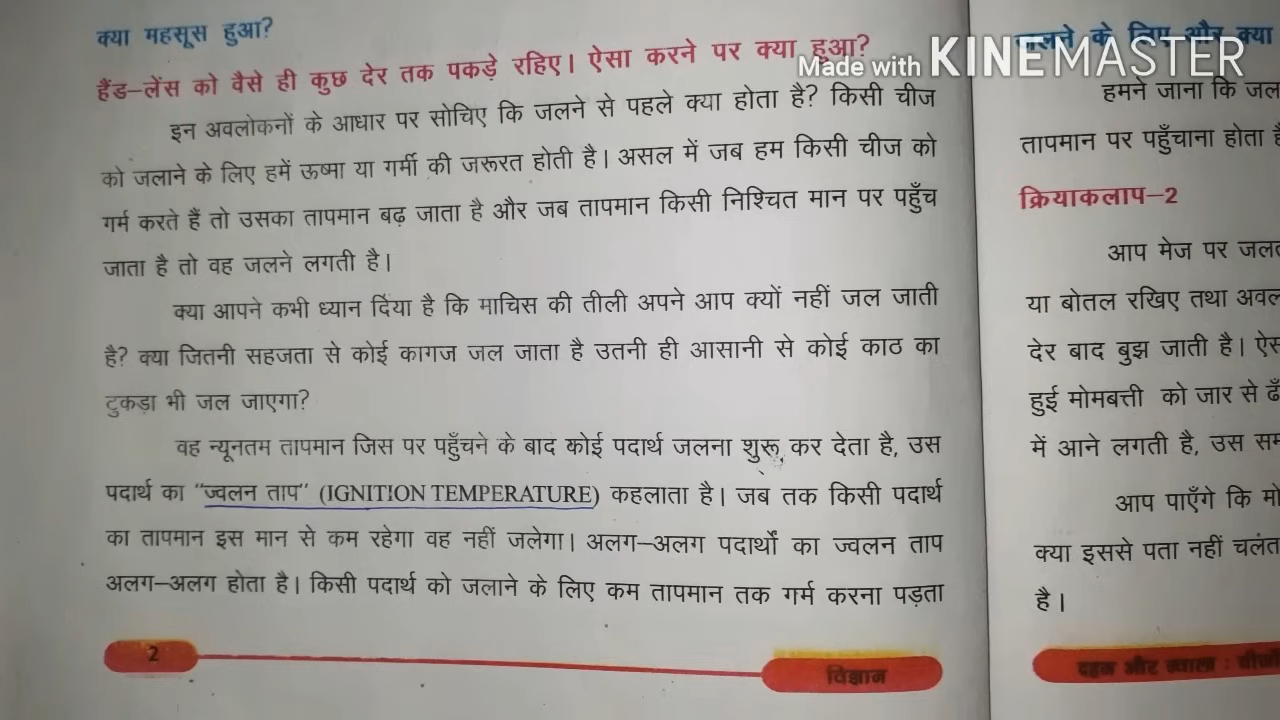 क्या महसूस हुआ?
हैंड-लेंस को वैसे ही कुछ देर तक पकड़े रहिए। ऐसा करने पर क्या हुआ?
इन अवलोकनों के आधार पर सोचिए कि जलने से पहले क्या होता है? किसी चीज
को जलाने के लिए हमें ऊष्मा या गर्मी की जरूरत होती है। असल में जब हम किसी चीज को
गर्म करते हैं तो उसका तापमान बढ़ जाता है और जब तापमान किसी निश्चित मान पर पहुँच
जाता है तो वह जलने लगती है।
क्या आपने कभी ध्यान दिया है कि माचिस की तीली अपने आप क्यों नहीं जल जाती
है? क्या जितनी सहजता से कोई कागज जल जाता है उतनी ही आसानी से कोई काठ का
टुकड़ा भी जल जाएगा?
वह न्यूनतम तापमान जिस पर पहुँचने के बाद कोई पदार्थ जलना शुरू कर देता है, उस
पदार्थ का "ज्वलन ताप" (IGNITION TEMPERATURE) कहलाता है। जब तक किसी पदार्थ
का तापमान इस मान से कम रहेगा वह नहीं जलेगा। अलग-अलग पदार्थों का ज्वलन ताप
अलग-अलग होता है। किसी पदार्थ को जलाने के लिए कम तापमान तक गर्म करना पड़ता
2
विज्ञान
Made with KINEMASTER
के लिए और क्या
हमने जाना कि जल
तापमान पर पहुँचाना होता
क्रियाकलाप-2
आप मेज पर
या बोतल रखिए तथा
देर बाद बुझ जाती है।
हुई मोमबत्ती को जार से
में आने लगती है, उस
आप पाएँगे कि
क्या इससे पता नहीं
है।
दहन और ज्वाला :